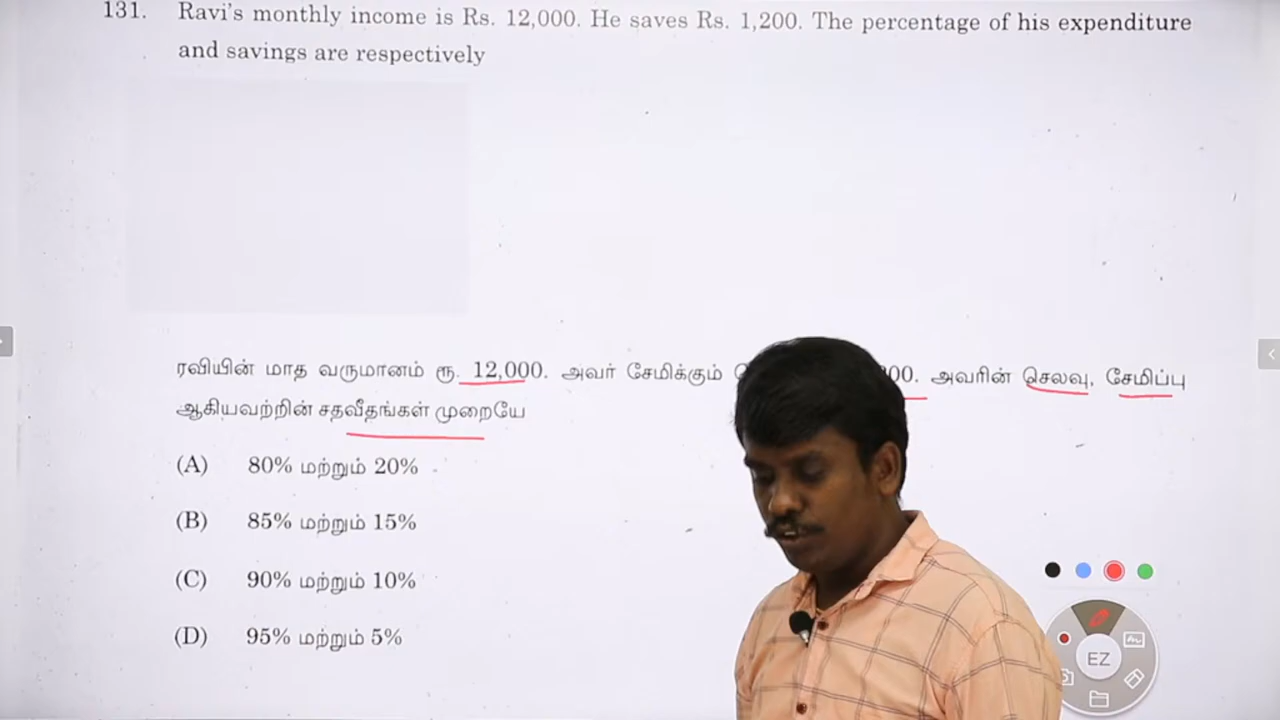 131. Ravi's monthly income is Rs. 12,000. He saves Rs. 1,200. The percentage of his expenditure
and savings are respectively
ரவியின் மாத வருமானம் ரூ. 12,000. அவர் சேமிக்கும் 00. அவரின் செலவு, சேமிப்பு
ஆகியவற்றின் சதவீதங்கள் முறையே
(A) 80% மற்றும் 20%
(B) 85% மற்றும் 15%
(C) 90% மற்றும் 10%
(D) 95% மற்றும் 5%
EZ